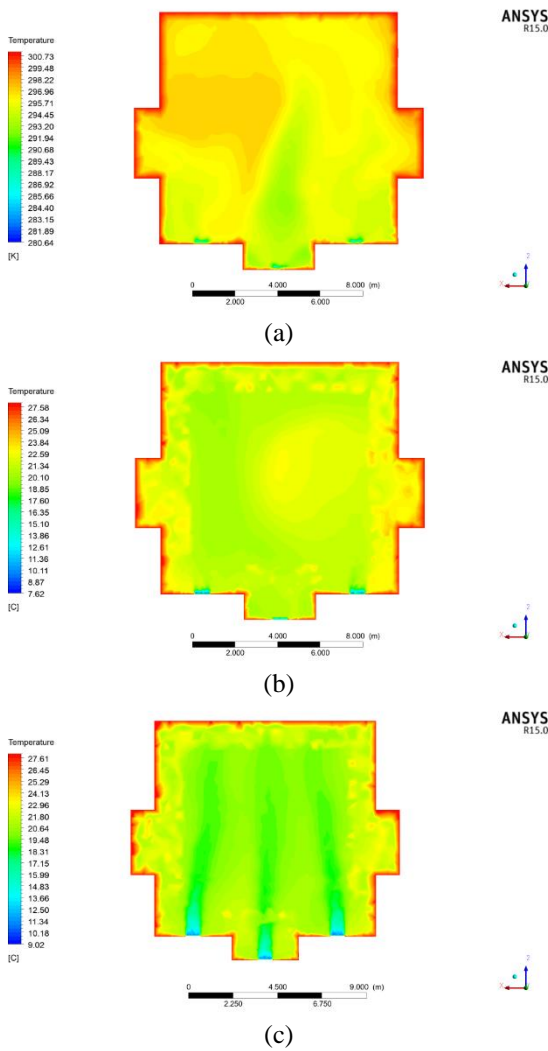 ANSYS
R15.0
Temperature
300.73
299.48
298.22
296.96
295.71
294.45
293.20
291.94
290.68
289.43
288.17
286.92
285.66
284.40
283.15
281.89
280.64
[K]
0 4.000 8.000 (m)
2.000 6.000
Z
X
(a)
ANSYS
R15.0
Temperature
27.58
26.34
25.09
23.84
22.59
21.34
20.10
18.85
17.60
16.35
15.10
13.86
12.61
11.36
10.11
8.87
7.62
[C]
0 4.000 8.000 (m)
2.000 6.000
Z
X
(b)
ANSYS
R15.0
Temperature
27.61
26.45
25.29
24.13
22.96
21.80
20.64
19.48
18.31
17.15
15.99
14.83
13.66
12.50
11.34
10.18
9.02
[C]
0 4.500 9.000 (m)
2.250 6.750
Z
X
(c)